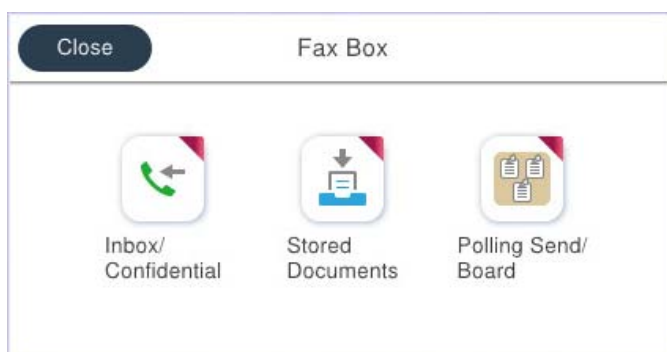 Close
Fax Box
Inbox/
Confidential
Stored
Documents
Polling Send/
Board